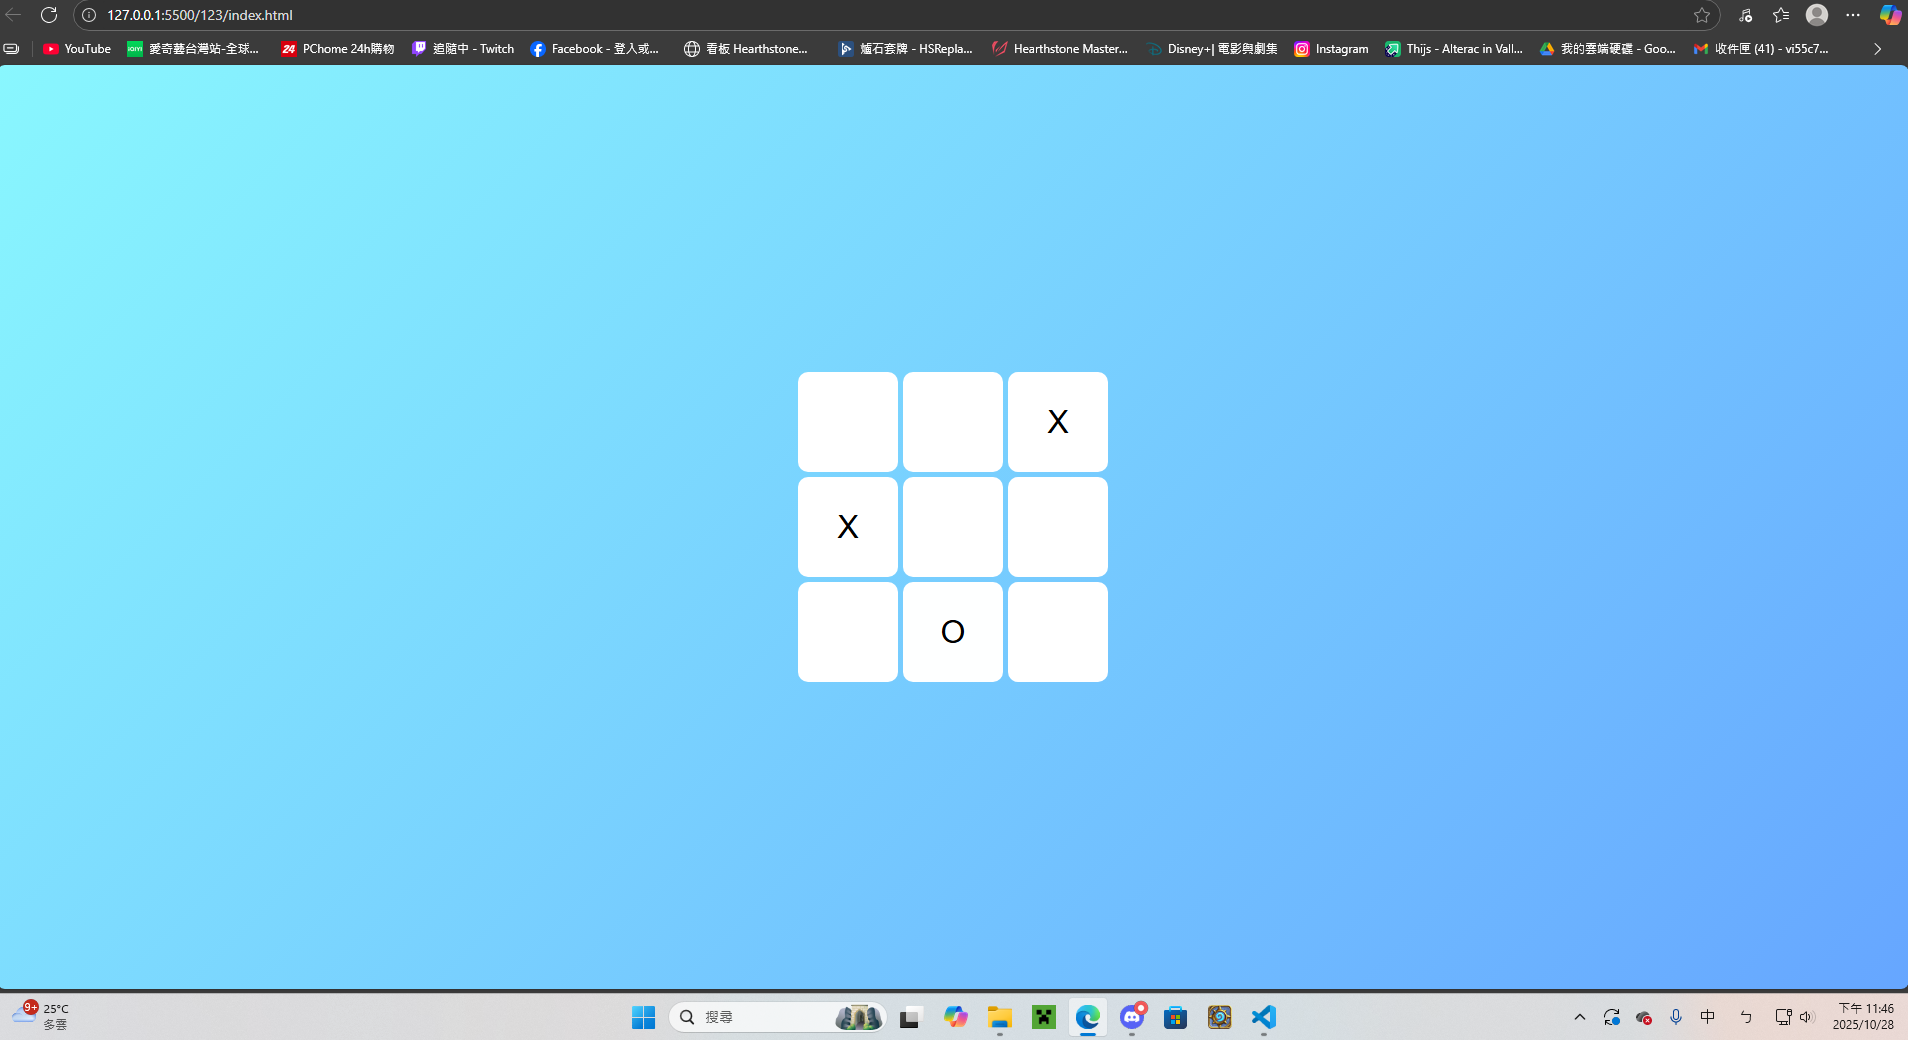 127.0.0.1:5500/123/index.html
YouTube 愛奇藝台灣站-全球... 24 PChome 24h購物 追隨中 - Twitch Facebook - 登入或... 看板 Hearthstone... 爐石套牌 - HSRepla... Hearthstone Master... Disney+| 電影與劇集 Instagram Thijs - Alterac in Vall... 我的雲端硬碟 - Goo... 收件匣 (41) - vi55c7...
X
X
O
9+ 25°C
多雲
搜尋
中 ㄅ
下午 11:46
2025/10/28